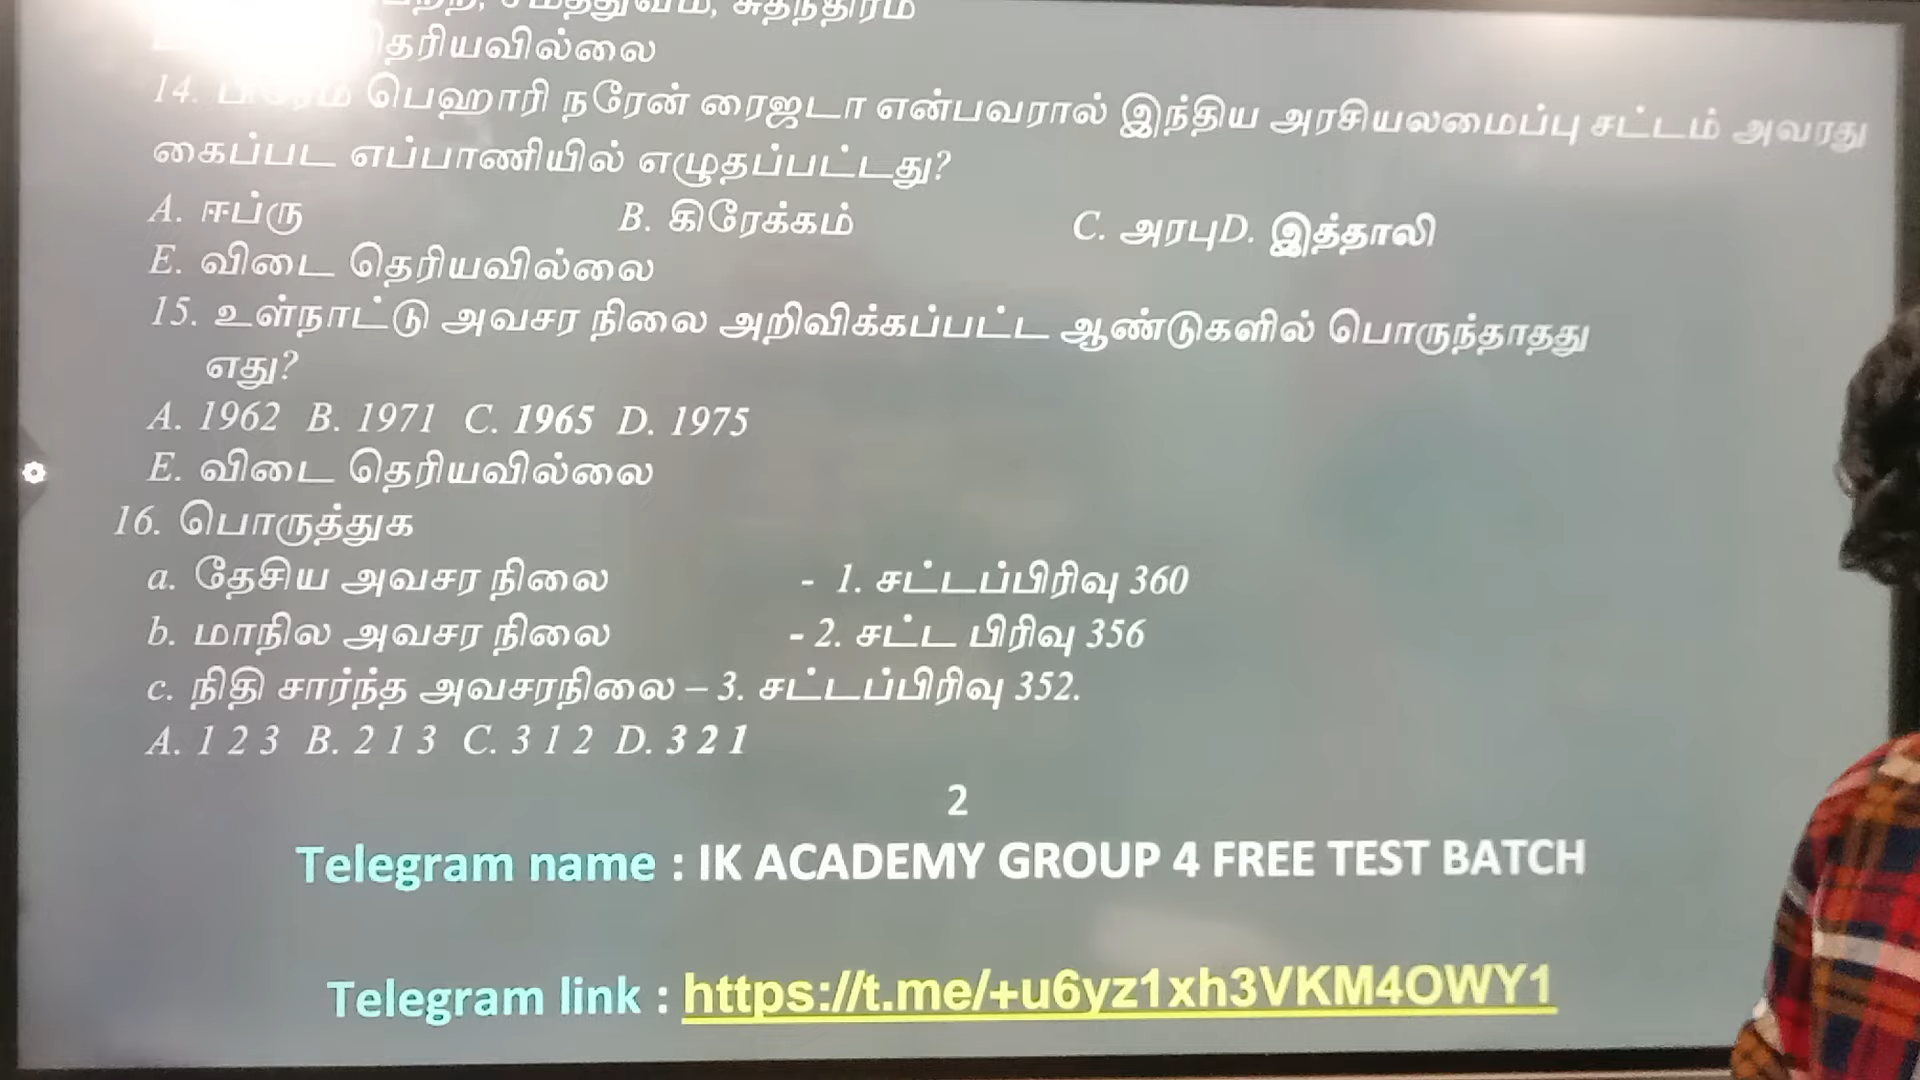 சமத்துவம், சுதந்திரம்
தெரியவில்லை
14. பிரேம் பெஹாரி நரேன் ரைஜடா என்பவரால் இந்திய அரசியலமைப்பு சட்டம் அவரது
கைப்பட எப்பாணியில் எழுதப்பட்டது?
A. ஈப்ரு B. கிரேக்கம் C. அரபுD. இத்தாலி
E. விடை தெரியவில்லை
15. உள்நாட்டு அவசர நிலை அறிவிக்கப்பட்ட ஆண்டுகளில் பொருந்தாதது
எது?
A. 1962 B. 1971 C. 1965 D. 1975
E. விடை தெரியவில்லை
16. பொருத்துக
a. தேசிய அவசர நிலை - 1. சட்டப்பிரிவு 360
b. மாநில அவசர நிலை - 2. சட்ட பிரிவு 356
c. நிதி சார்ந்த அவசரநிலை – 3. சட்டப்பிரிவு 352.
A. 1 2 3 B. 2 1 3 C. 3 1 2 D. 3 2 1
2
Telegram name : IK ACADEMY GROUP 4 FREE TEST BATCH
Telegram link : https://t.me/+u6yz1xh3VKM4OWY1